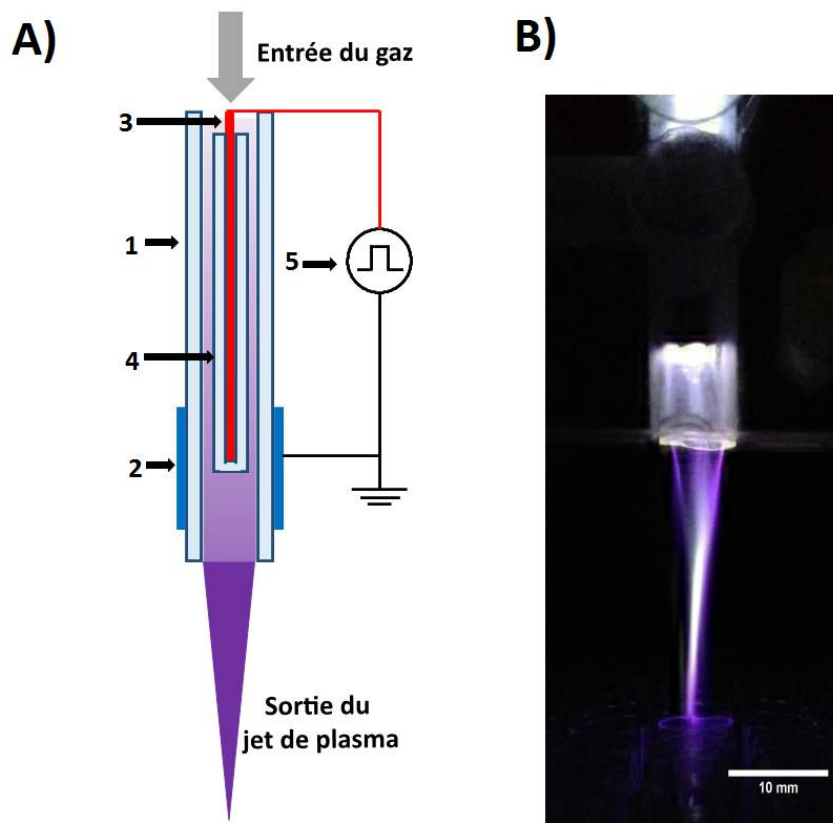 A)
Entrée du gaz
3
1
5
4
2
Sortie du
jet de plasma
B)
10 mm